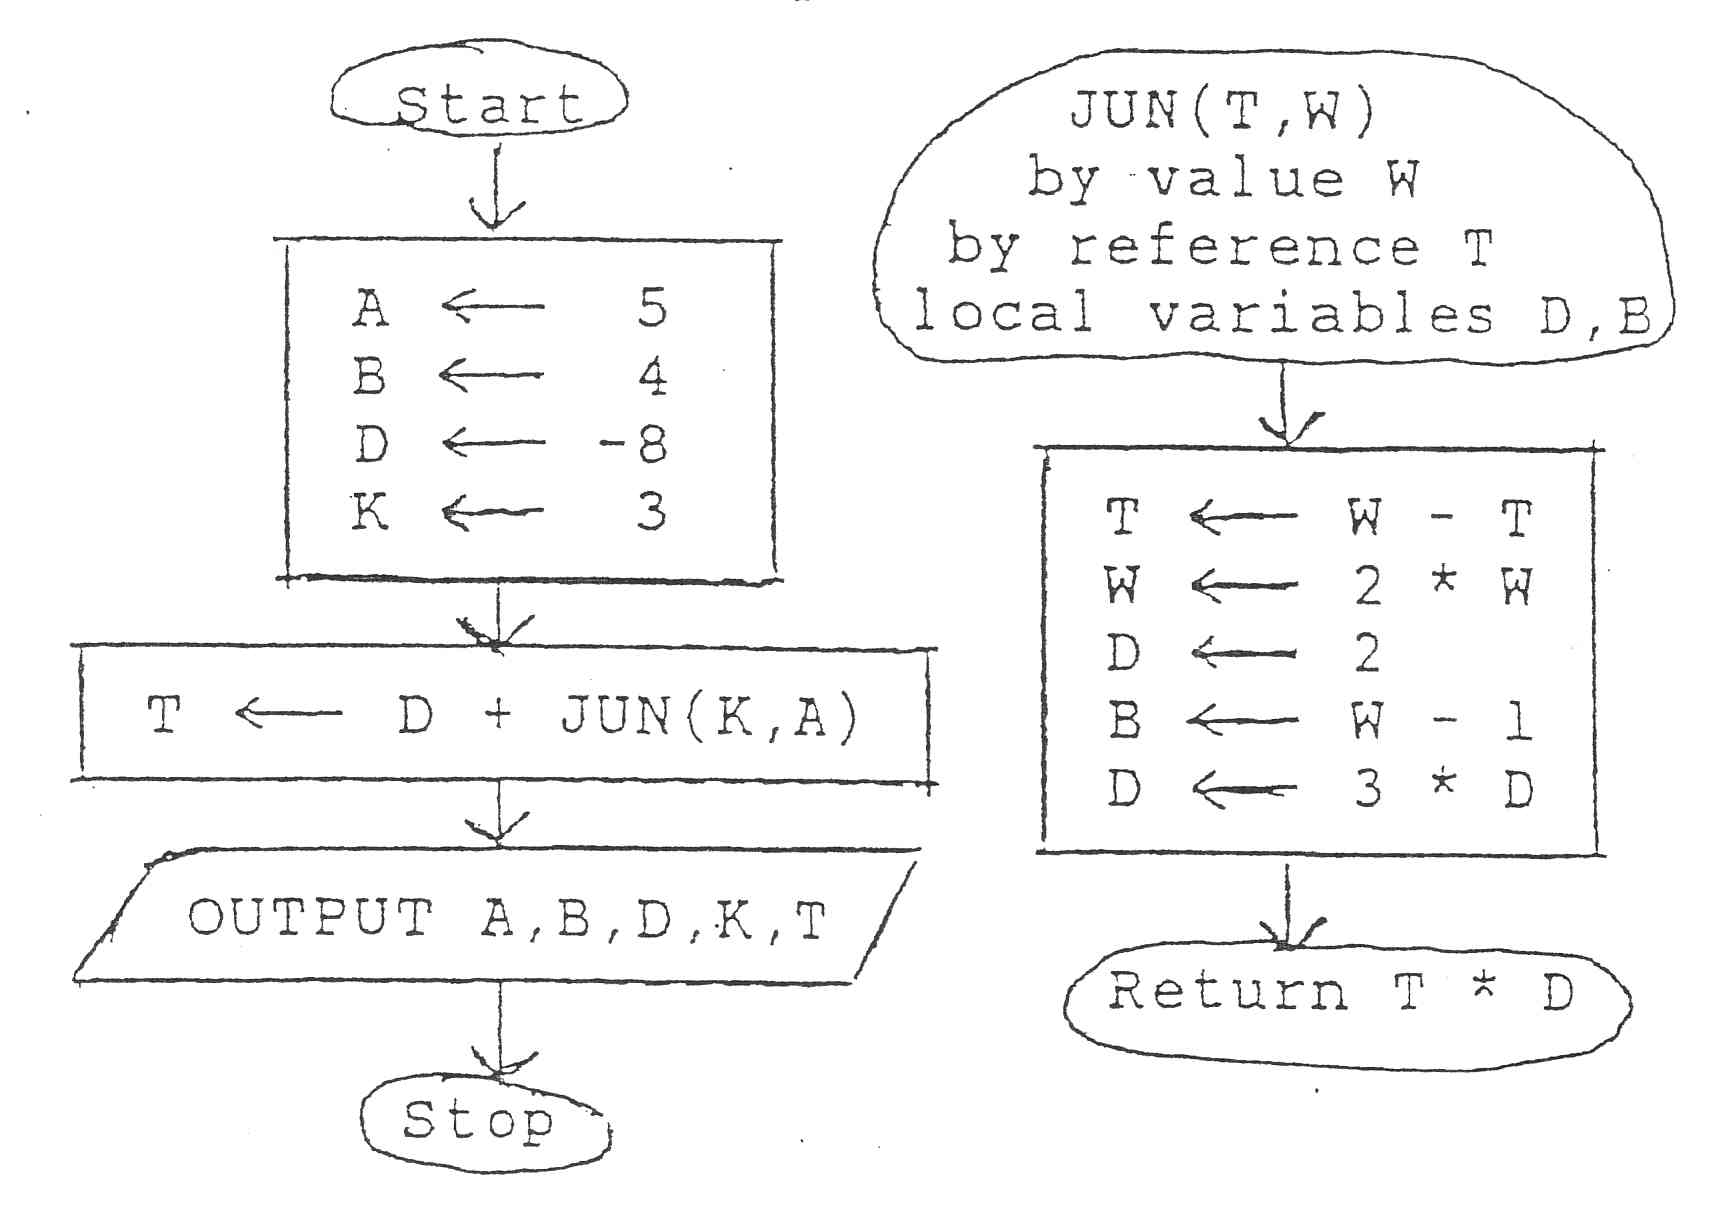 Start
A ← 5
B ← 4
D ← -8
K ← 3
T ← D + JUN(K,A)
OUTPUT A,B,D,K,T
Stop
JUN(T,W)
by value W
by reference T
local variables D,B
T ← W - T
W ← 2 * W
D ← 2
B ← W - 1
D ← 3 * D
Return T * D